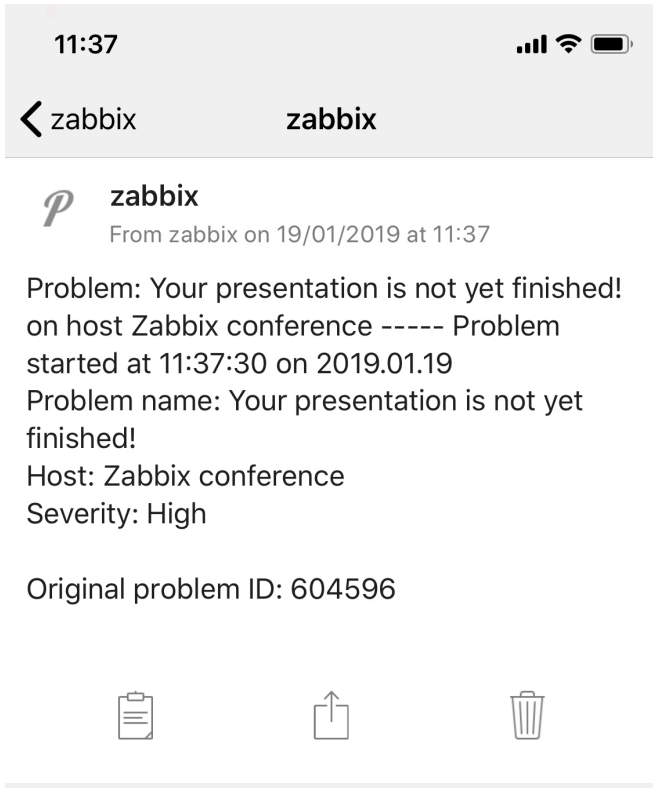 11:37
zabbix
zabbix
zabbix
From zabbix on 19/01/2019 at 11:37
Problem: Your presentation is not yet finished!
on host Zabbix conference ----- Problem
started at 11:37:30 on 2019.01.19
Problem name: Your presentation is not yet
finished!
Host: Zabbix conference
Severity: High
Original problem ID: 604596